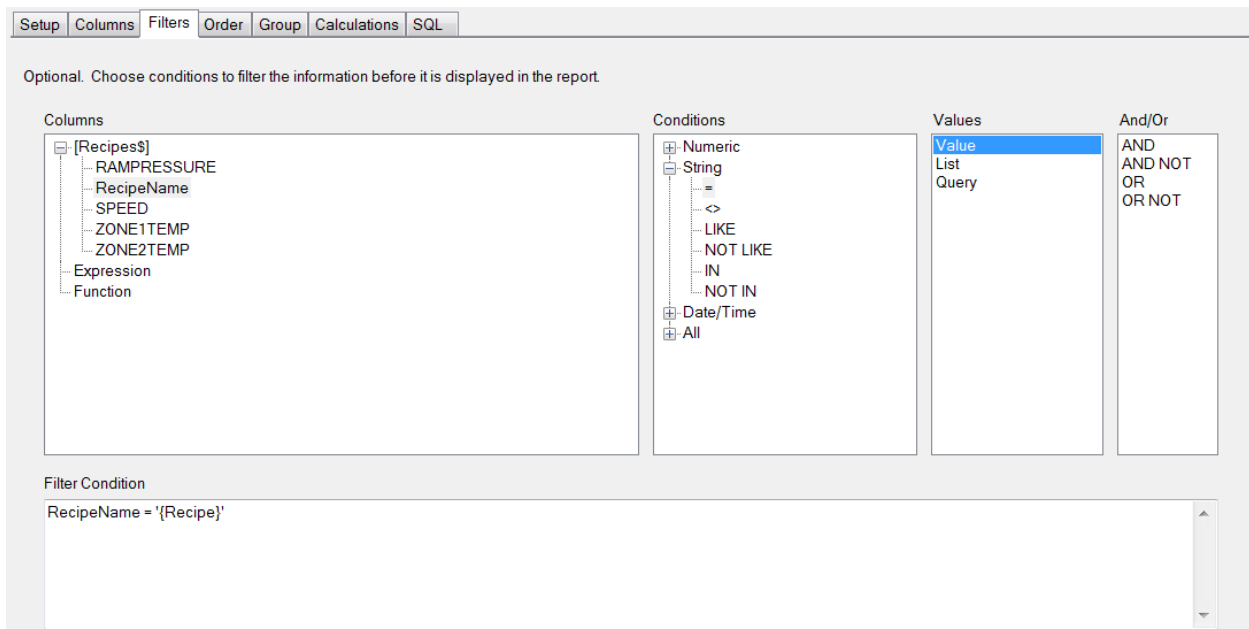 Setup Columns Filters Order Group Calculations SQL
Optional. Choose conditions to filter the information before it is displayed in the report.
Columns
[Recipes$]
RAMPRESSURE
RecipeName
SPEED
ZONE1TEMP
ZONE2TEMP
Expression
Function
Conditions
Numeric
String
=
<>
LIKE
NOT LIKE
IN
NOT IN
Date/Time
All
Values
Value
List
Query
And/Or
AND
AND NOT
OR
OR NOT
Filter Condition
RecipeName = '{Recipe}'